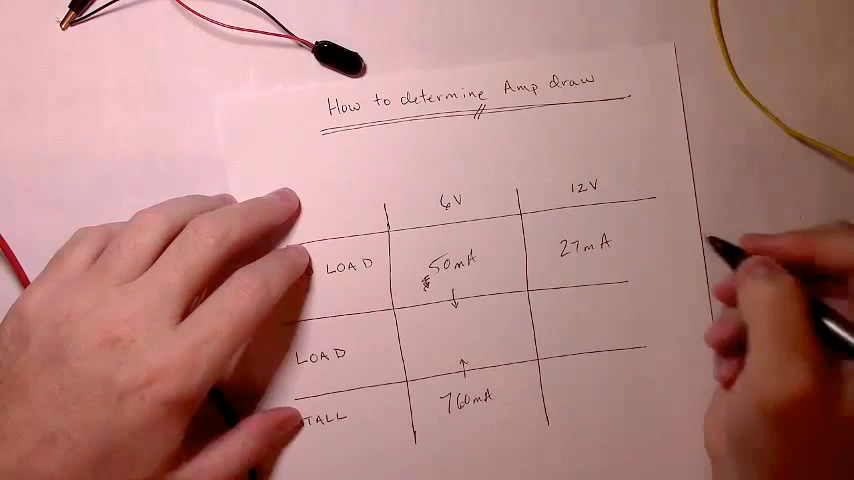 How to determine Amp draw
6V 12V
LOAD 50mA 27mA
LOAD
TALL 760mA